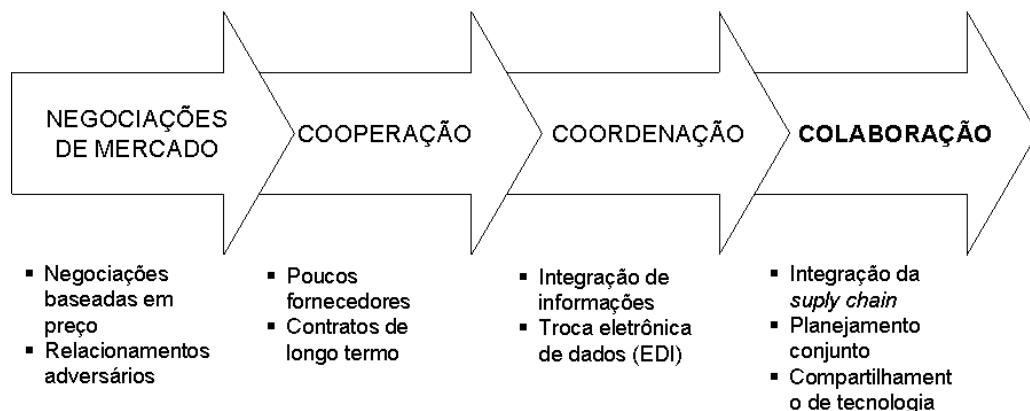 NEGOCIAÇÕES
DE MERCADO
COOPERAÇÃO
COORDENAÇÃO
COLABORAÇÃO
▪ Negociações
baseadas em
preço
▪ Relacionamentos
adversários
▪ Poucos
fornecedores
▪ Contratos de
longo termo
▪ Integração de
informações
▪ Troca eletrônica
de dados (EDI)
▪ Integração da
suply chain
▪ Planejamento
conjunto
▪ Compartilhament
o de tecnologia